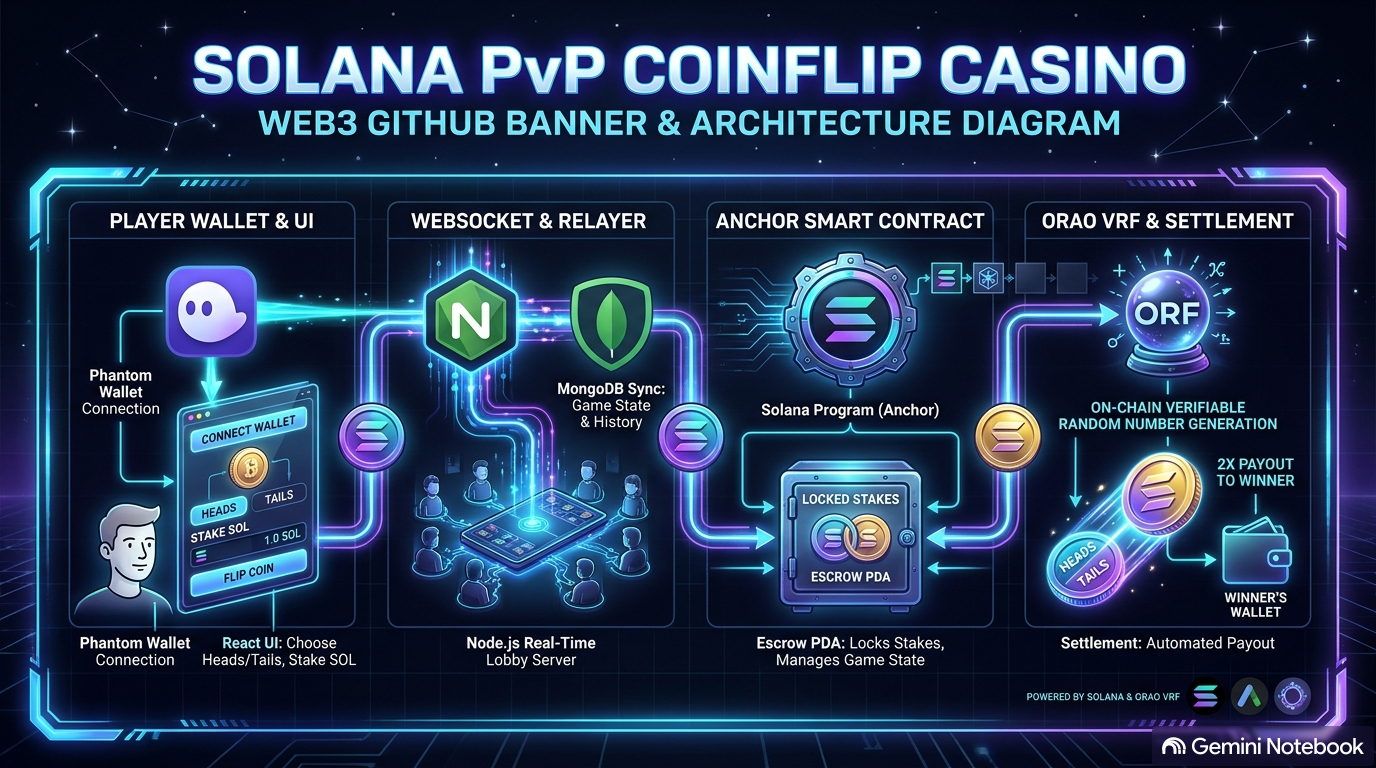 SOLANA PvP COINFLIP CASINO
WEB3 GITHUB BANNER & ARCHITECTURE DIAGRAM
PLAYER WALLET & UI
Phantom
Wallet
Connection
CONNECT WALLET
HEADS
TAILS
STAKE SOL
1.0 SOL
FLIP COIN
Phantom Wallet
Connection
React UI: Choose
Heads/Tails, Stake SOL
WEBSOCKET & RELAYER
N
MongoDB Sync:
Game State
& History
Node.js Real-Time
Lobby Server
ANCHOR SMART CONTRACT
Solana Program (Anchor)
LOCKED STAKES
ESCROW PDA
Escrow PDA: Locks Stakes,
Manages Game State
ORAO VRF & SETTLEMENT
ORF
ON-CHAIN VERIFIABLE
RANDOM NUMBER GENERATION
2X PAYOUT
TO WINNER
HEADS
TAILS
WINNER'S
WALLET
Settlement: Automated Payout
POWERED BY SOLANA & GRAO VRF
Gemini Notebook